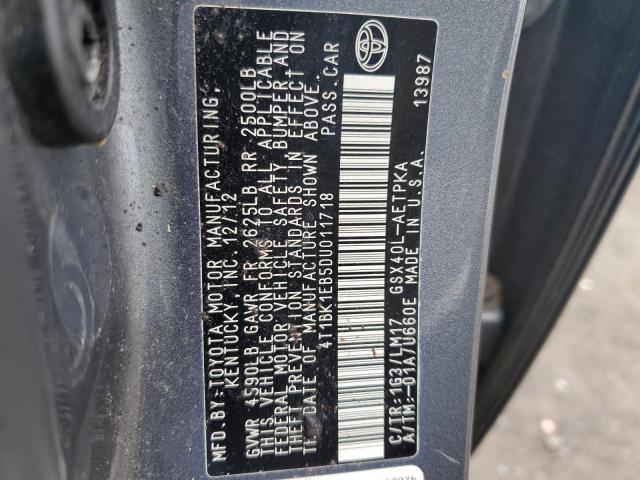 MFD.BY:TOYOTA MOTOR MANUFACTURING,
KENTUCKY, INC. 12/12
GVWR 4590LB GAWR FR 2625LB RR 2500LB
THIS VEHICLE CONFORMS TO ALL APPLICABLE
FEDERAL MOTOR VEHICLE SAFETY, BUMPER,AND
THEFT PREVENTION STANDARDS IN EFFECT ON
THE DATE OF MANUFACTURE SHOWN ABOVE.
4T1BK1EB5DU011718 PASS. CAR
C/TR:1G3/LM17 GSX40L-AETPKA
A/TM:-01A/U660E MADE IN U.S.A.
13987